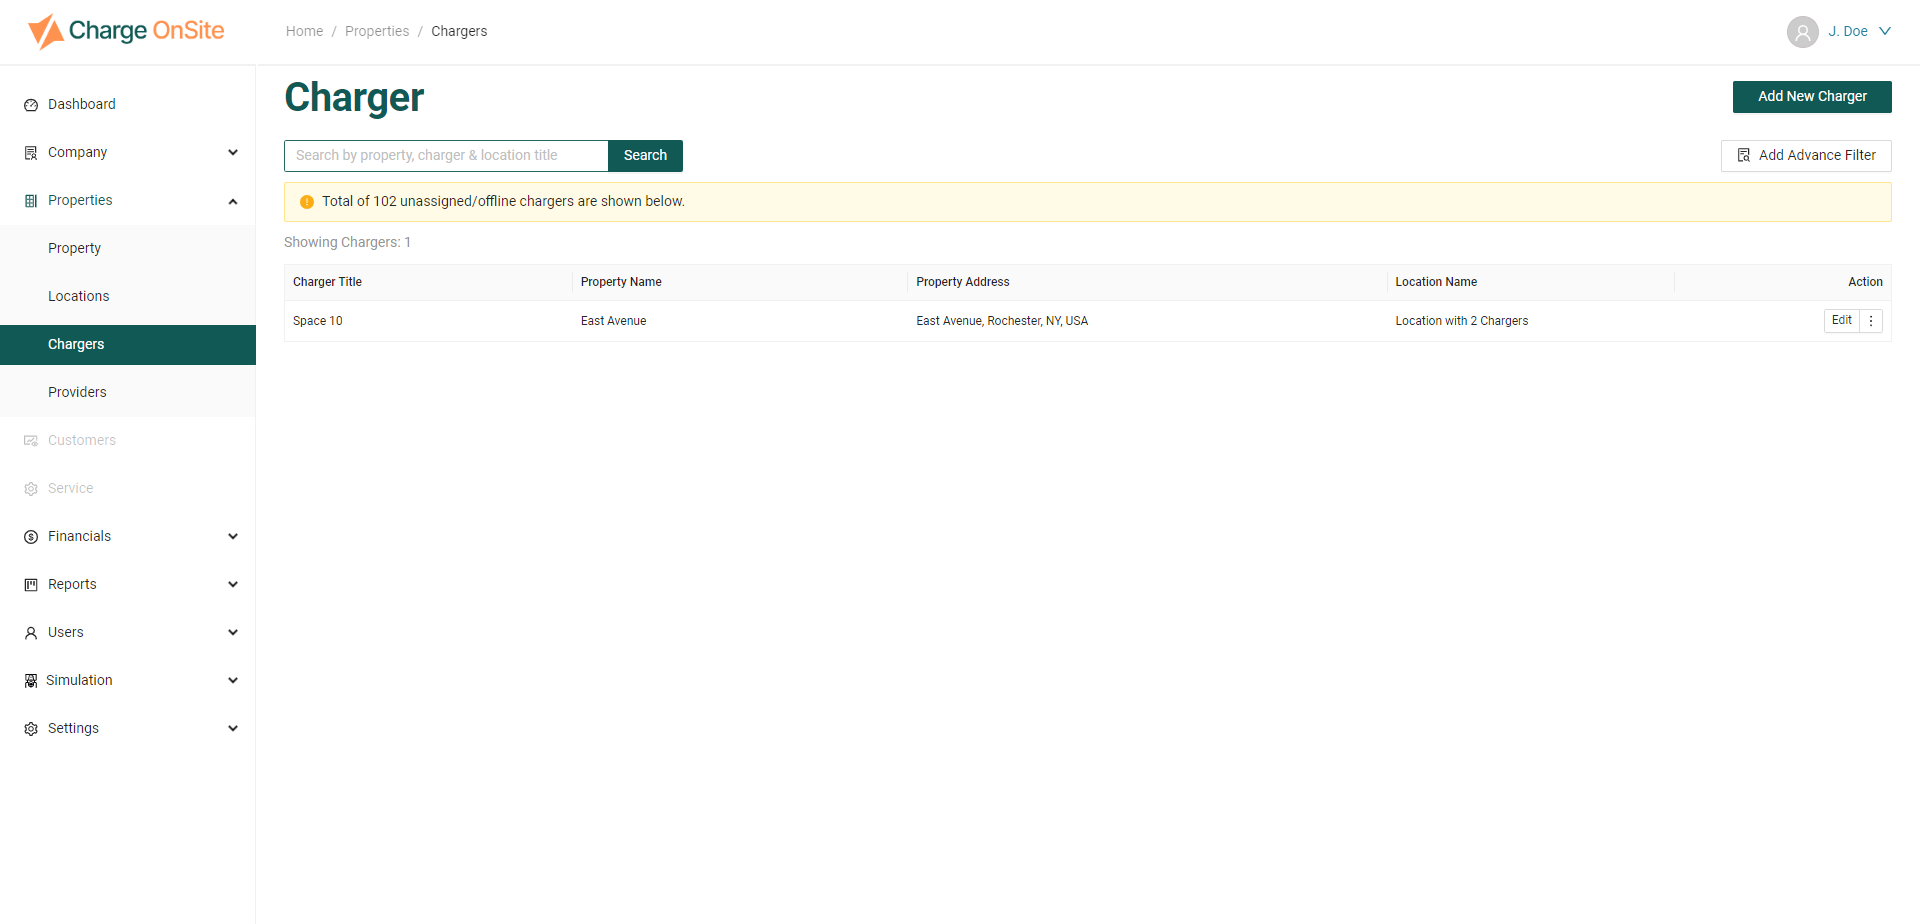 Charge OnSite
Home / Properties / Chargers
J. Doe
Dashboard
Company
Properties
Property
Locations
Chargers
Providers
Customers
Service
Financials
Reports
Users
Simulation
Settings
Charger
Add New Charger
Search by property, charger & location title
Search
Add Advance Filter
Total of 102 unassigned/offline chargers are shown below.
Showing Chargers: 1
Charger Title Property Name Property Address Location Name Action
Space 10 East Avenue East Avenue, Rochester, NY, USA Location with 2 Chargers Edit